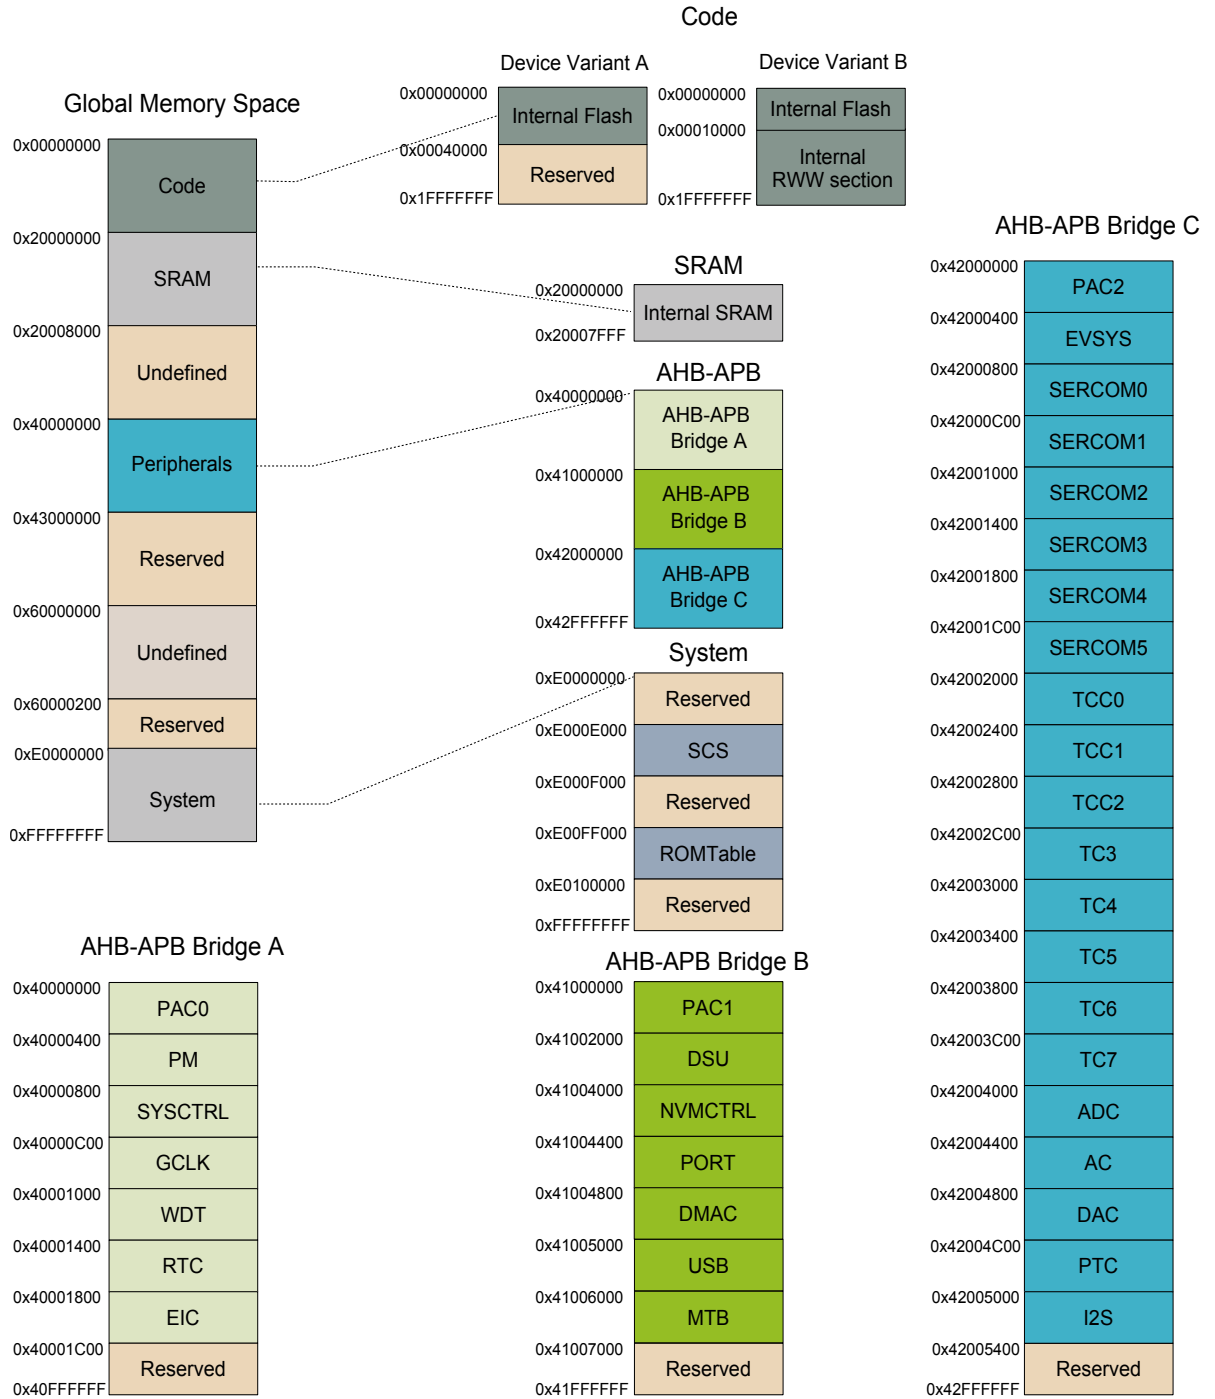 Code
Device Variant A
0x00000000
Internal Flash
0x00040000
Reserved
0x1FFFFFFF
Device Variant B
0x00000000
Internal Flash
0x00010000
Internal
RWW section
0x1FFFFFFF
Global Memory Space
0x00000000
Code
0x20000000
SRAM
0x20008000
Undefined
0x40000000
Peripherals
0x43000000
Reserved
0x60000000
Undefined
0x60000200
Reserved
0xE0000000
System
0xFFFFFFFF
SRAM
0x20000000
Internal SRAM
0x20007FFF
AHB-APB
0x40000000
AHB-APB
Bridge A
0x41000000
AHB-APB
Bridge B
0x42000000
AHB-APB
Bridge C
0x42FFFFFF
System
0xE0000000
Reserved
0xE000E000
SCS
0xE000F000
Reserved
0xE00FF000
ROMTable
0xE0100000
Reserved
0xFFFFFFFF
AHB-APB Bridge A
0x40000000
PAC0
0x40000400
PM
0x40000800
SYSCTRL
0x40000C00
GCLK
0x40001000
WDT
0x40001400
RTC
0x40001800
EIC
0x40001C00
Reserved
0x40FFFFFF
AHB-APB Bridge B
0x41000000
PAC1
0x41002000
DSU
0x41004000
NVMCTRL
0x41004400
PORT
0x41004800
DMAC
0x41005000
USB
0x41006000
MTB
0x41007000
Reserved
0x41FFFFFF
AHB-APB Bridge C
0x42000000
PAC2
0x42000400
EVSYS
0x42000800
SERCOM0
0x42000C00
SERCOM1
0x42001000
SERCOM2
0x42001400
SERCOM3
0x42001800
SERCOM4
0x42001C00
SERCOM5
0x42002000
TCC0
0x42002400
TCC1
0x42002800
TCC2
0x42002C00
TC3
0x42003000
TC4
0x42003400
TC5
0x42003800
TC6
0x42003C00
TC7
0x42004000
ADC
0x42004400
AC
0x42004800
DAC
0x42004C00
PTC
0x42005000
I2S
0x42005400
Reserved
0x42FFFFFF